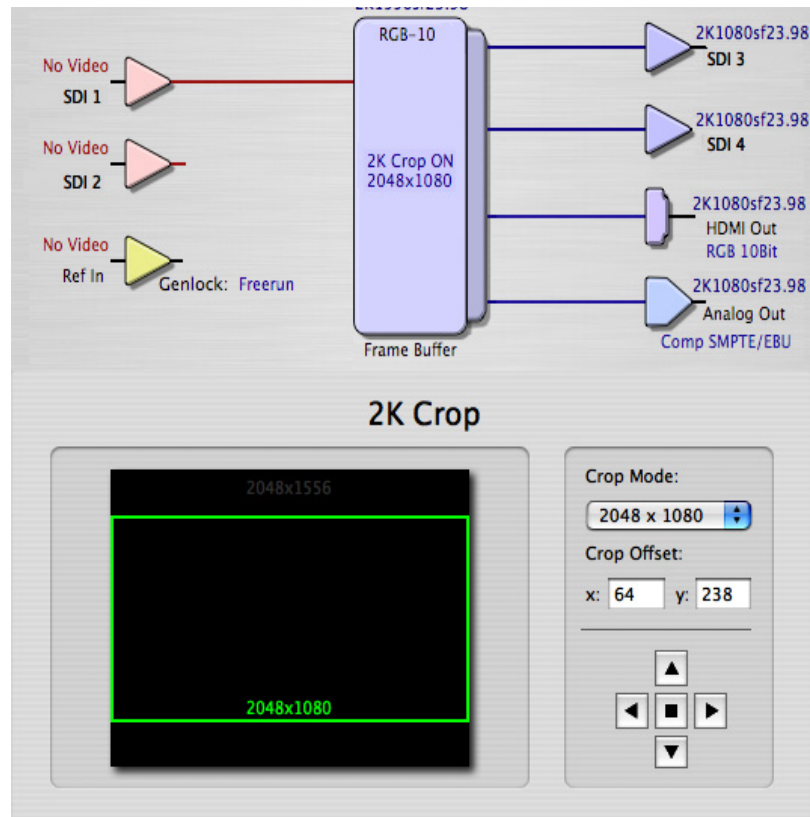 RGB-10
2K Crop ON
2048x1080
Frame Buffer
No Video
SDI 1
No Video
SDI 2
No Video
Ref In
Genlock: Freerun
2K1080sf23.98
SDI 3
2K1080sf23.98
SDI 4
2K1080sf23.98
HDMI Out
RGB 10Bit
2K1080sf23.98
Analog Out
Comp SMPTE/EBU
2K Crop
2048x1556
2048x1080
Crop Mode:
2048 x 1080
Crop Offset:
x: 64 y: 238